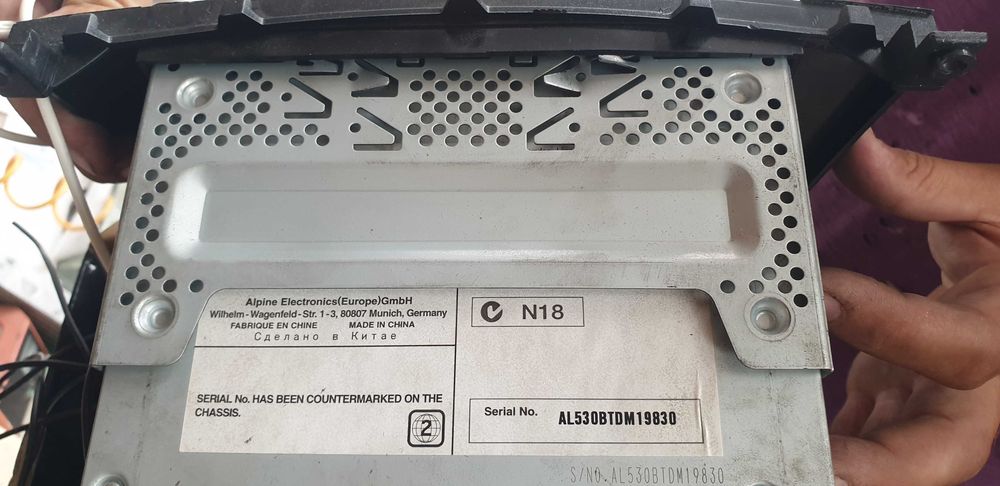 Alpine Electronics(Europe)GmbH
Wilhelm-Wagenfeld-Str. 1-3, 80807 Munich, Germany
FABRIQUE EN CHINE MADE IN CHINA
Сделано в Китае
SERIAL No. HAS BEEN COUNTERMARKED ON THE
CHASSIS.
2
N18
Serial No. AL530BTDM19830
S/NO.AL530BTDM19830